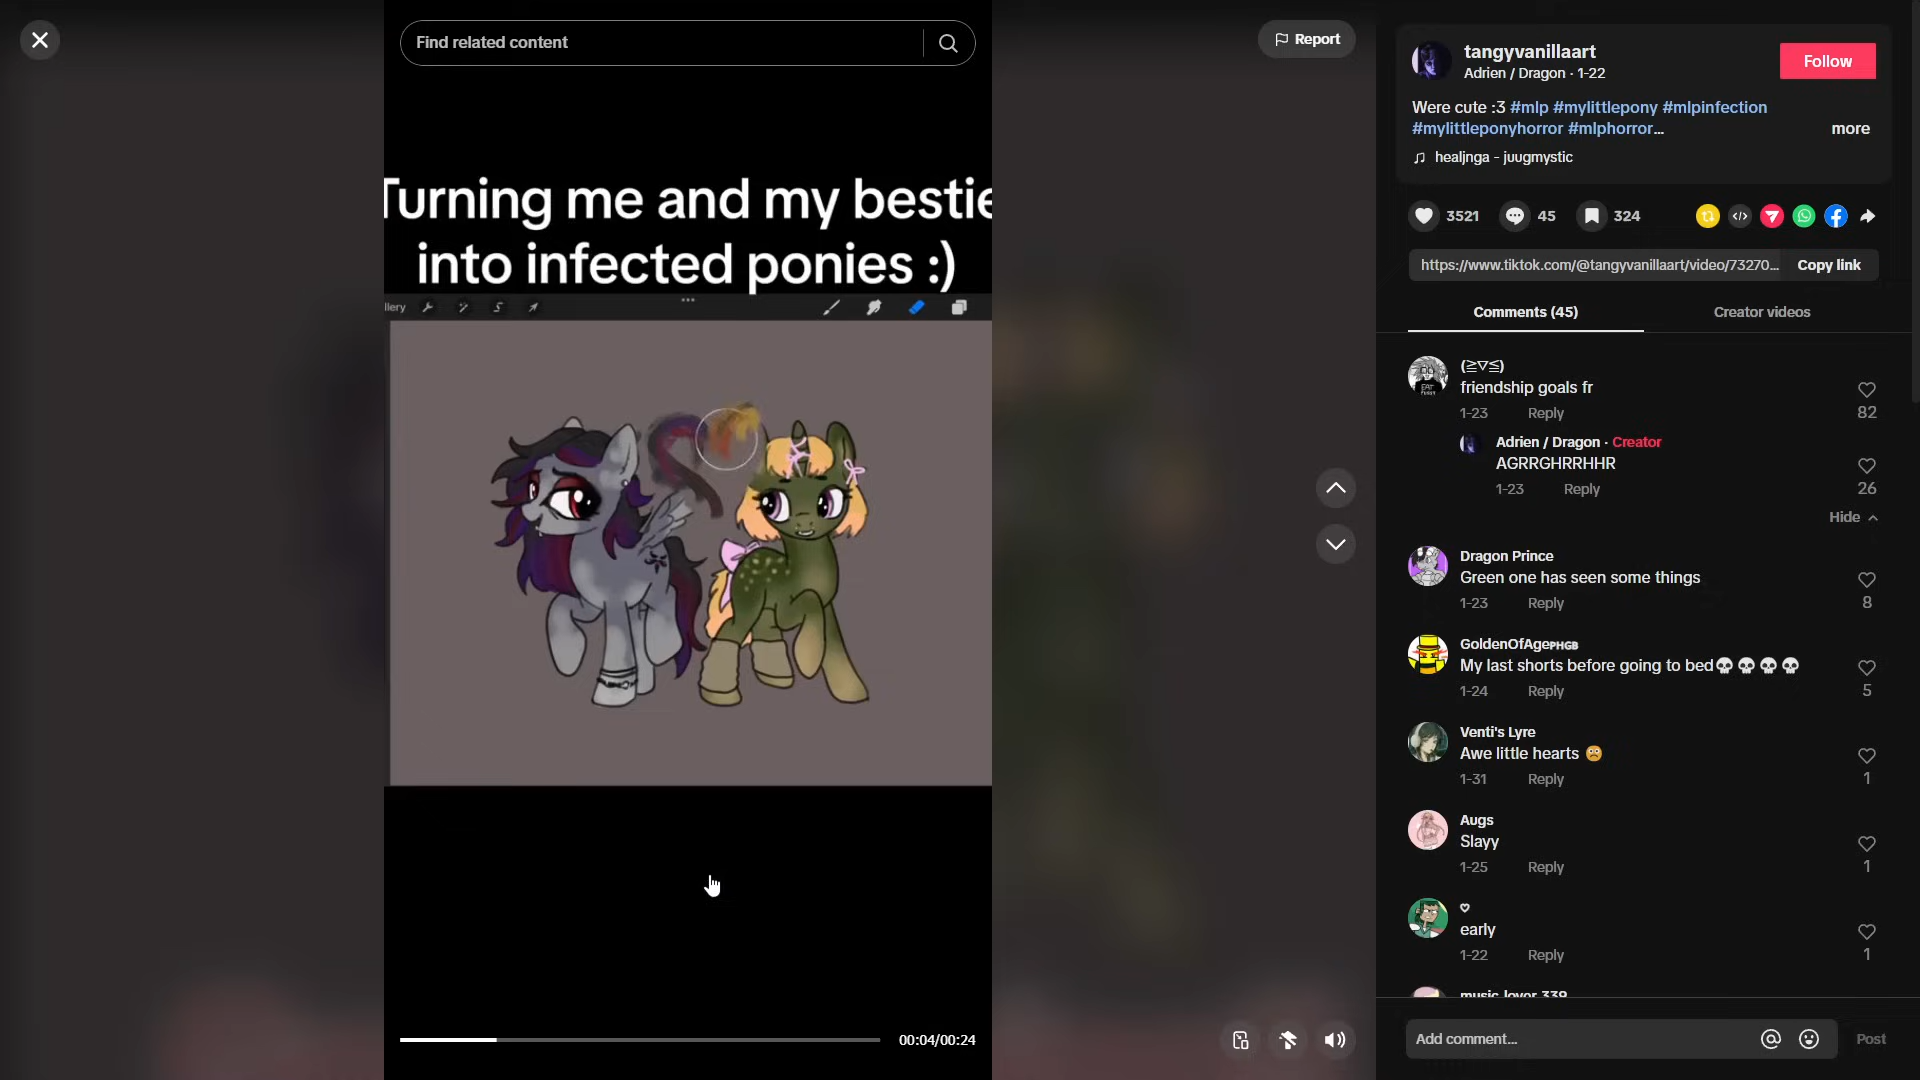 Find related content
Report
Turning me and my bestie
into infected ponies :)
llery
00:04/00:24
tangyvanillaart
Adrien / Dragon · 1-22
Follow
Were cute :3 #mlp #mylittlepony #mlpinfection
#mylittleponyhorror #mlphorror...
more
healjnga - juugmystic
3521
45
324
https://www.tiktok.com/@tangyvanillaart/video/73270...
Copy link
Comments (45)
Creator videos
(≧▽≦)
friendship goals fr
1-23 Reply
82
Adrien / Dragon · Creator
AGRRGHRRHHR
1-23 Reply
26
Hide
Dragon Prince
Green one has seen some things
1-23 Reply
8
GoldenOfAgePHGB
My last shorts before going to bed💀💀💀💀
1-24 Reply
5
Venti's Lyre
Awe little hearts 🙁
1-31 Reply
1
Augs
Slayy
1-25 Reply
1
♡
early
1-22 Reply
1
music lover 339
Add comment...
Post